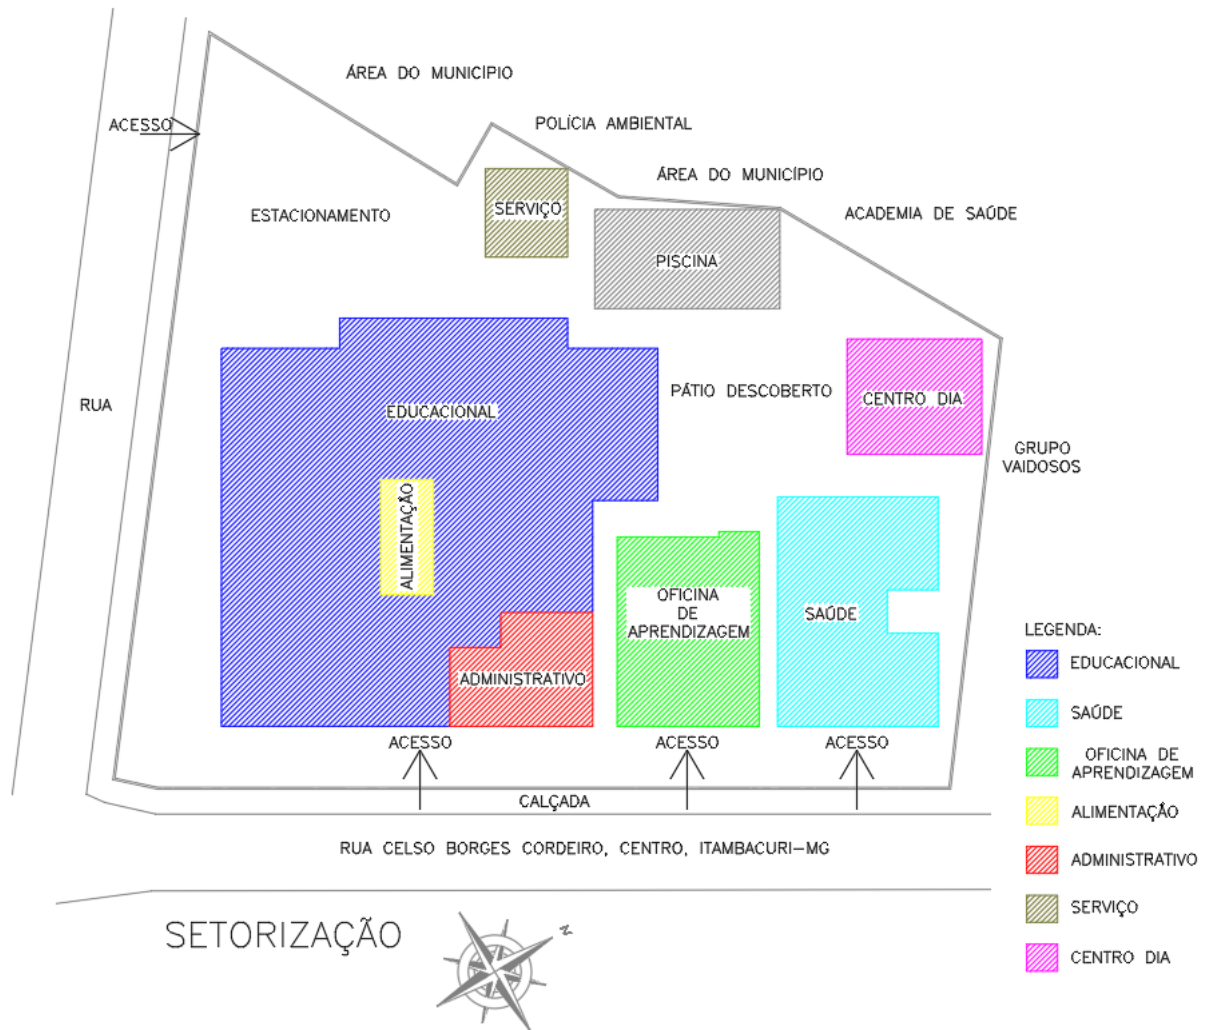 ÁREA DO MUNICÍPIO
ACESSO
POLÍCIA AMBIENTAL
ÁREA DO MUNICÍPIO
ESTACIONAMENTO
SERVIÇO
ACADEMIA DE SAÚDE
PISCINA
RUA
EDUCACIONAL
PÁTIO DESCOBERTO
CENTRO DIA
GRUPO
VAIDOSOS
ALIMENTAÇÃO
OFICINA
DE
APRENDIZAGEM
SAÚDE
ADMINISTRATIVO
ACESSO
ACESSO
ACESSO
CALÇADA
RUA CELSO BORGES CORDEIRO, CENTRO, ITAMBACURI-MG
LEGENDA:
EDUCACIONAL
SAÚDE
OFICINA DE
APRENDIZAGEM
ALIMENTAÇÃO
ADMINISTRATIVO
SERVIÇO
CENTRO DIA
SETORIZAÇÃO
N